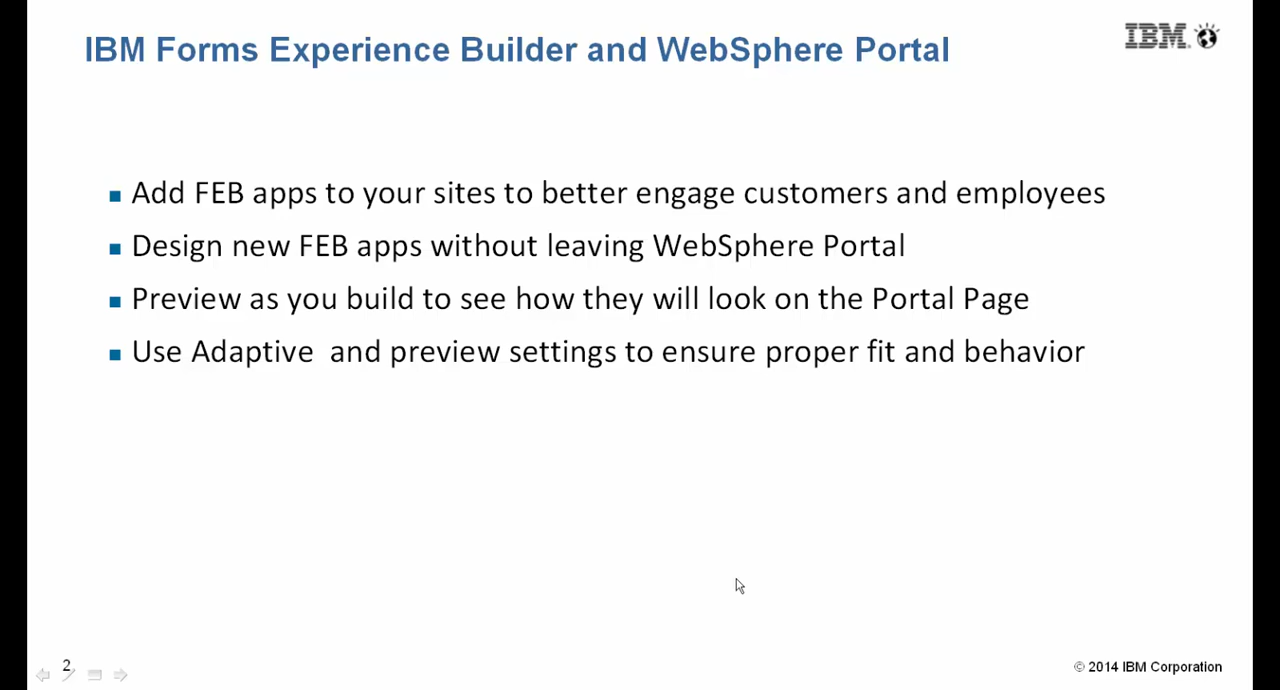 IBM Forms Experience Builder and WebSphere Portal
IBM.
Add FEB apps to your sites to better engage customers and employees
Design new FEB apps without leaving WebSphere Portal
Preview as you build to see how they will look on the Portal Page
Use Adaptive  and preview settings to ensure proper fit and behavior
2
© 2014 IBM Corporation